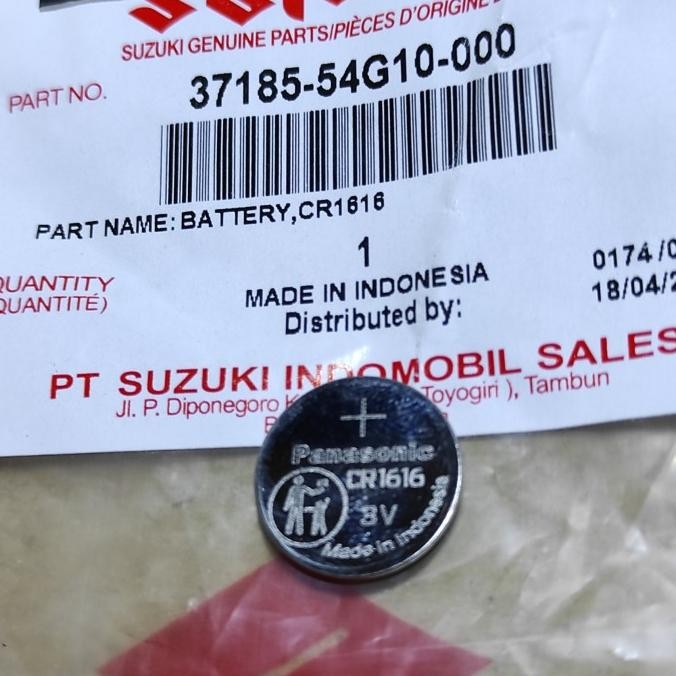 SUZUKI GENUINE PARTS/PIÈCES D'ORIGINE
PART NO. 37185-54G10-000
PART NAME: BATTERY,CR1616
QUANTITY 1
QUANTITÉ)
MADE IN INDONESIA 0174/0
Distributed by: 18/04/2
PT SUZUKI INDOMOBIL SALES
Jl. P. Diponegoro Toyogiri ), Tambun
+
Panasonic
CR1616
3V
Made in Indonesia